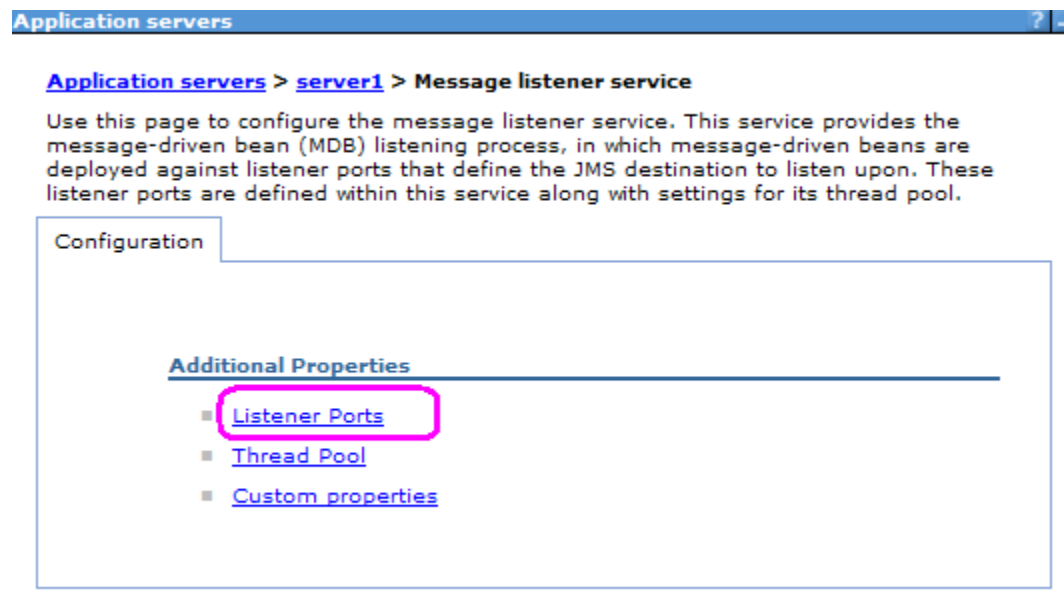 Application servers ? -
Application servers > server1 > Message listener service
Use this page to configure the message listener service. This service provides the
message-driven bean (MDB) listening process, in which message-driven beans are
deployed against listener ports that define the JMS destination to listen upon. These
listener ports are defined within this service along with settings for its thread pool.
Configuration
Additional Properties
Listener Ports
Thread Pool
Custom properties